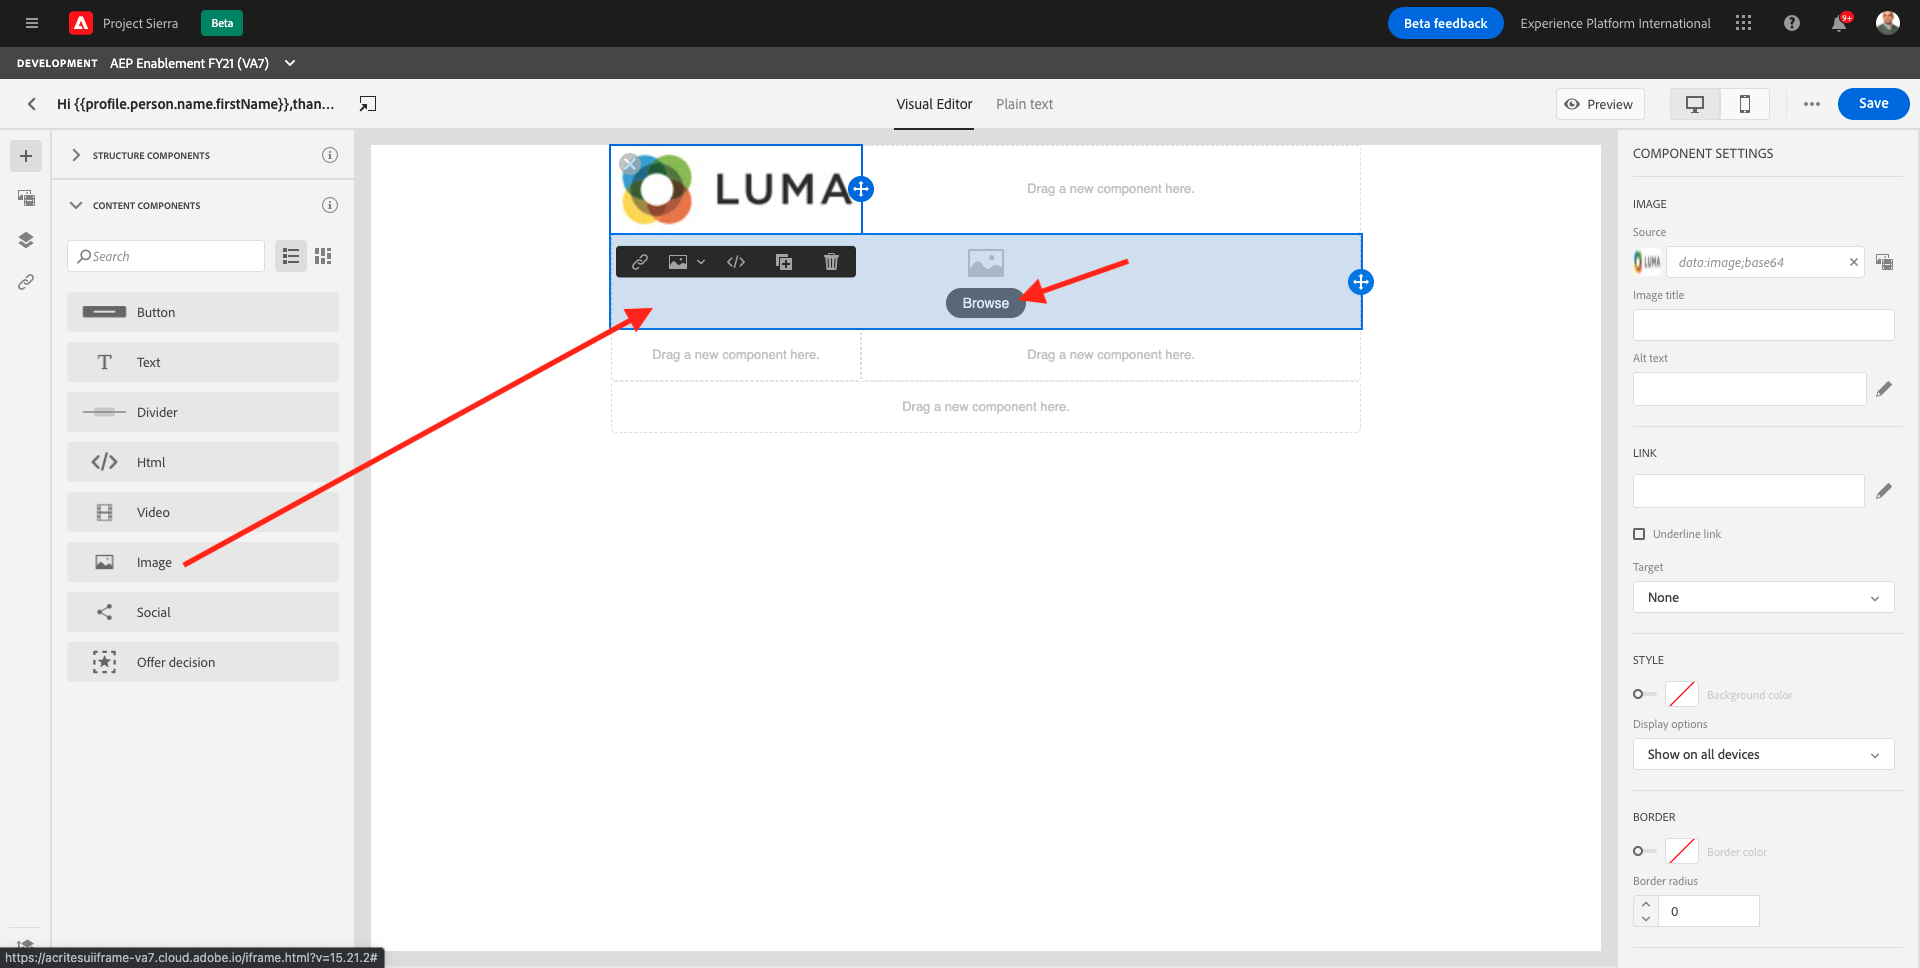 Project Sierra
Beta
Beta feedback
Experience Platform International
9+
DEVELOPMENT AEP Enablement FY21 (VA7)
Hi {{profile.person.name.firstName}},than...
Visual Editor
Plain text
Preview
Save
STRUCTURE COMPONENTS
CONTENT COMPONENTS
Search
Button
Text
Divider
Html
Video
Image
Social
Offer decision
LUMA
Drag a new component here.
Browse
Drag a new component here.
Drag a new component here.
Drag a new component here.
COMPONENT SETTINGS
IMAGE
Source
LUMA
data:image;base64
Image title
Alt text
LINK
Underline link
Target
None
STYLE
Background color
Display options
Show on all devices
BORDER
Border color
Border radius
0
https://acritesuiiframe-va7.cloud.adobe.io/iframe.html?v=15.21.2#